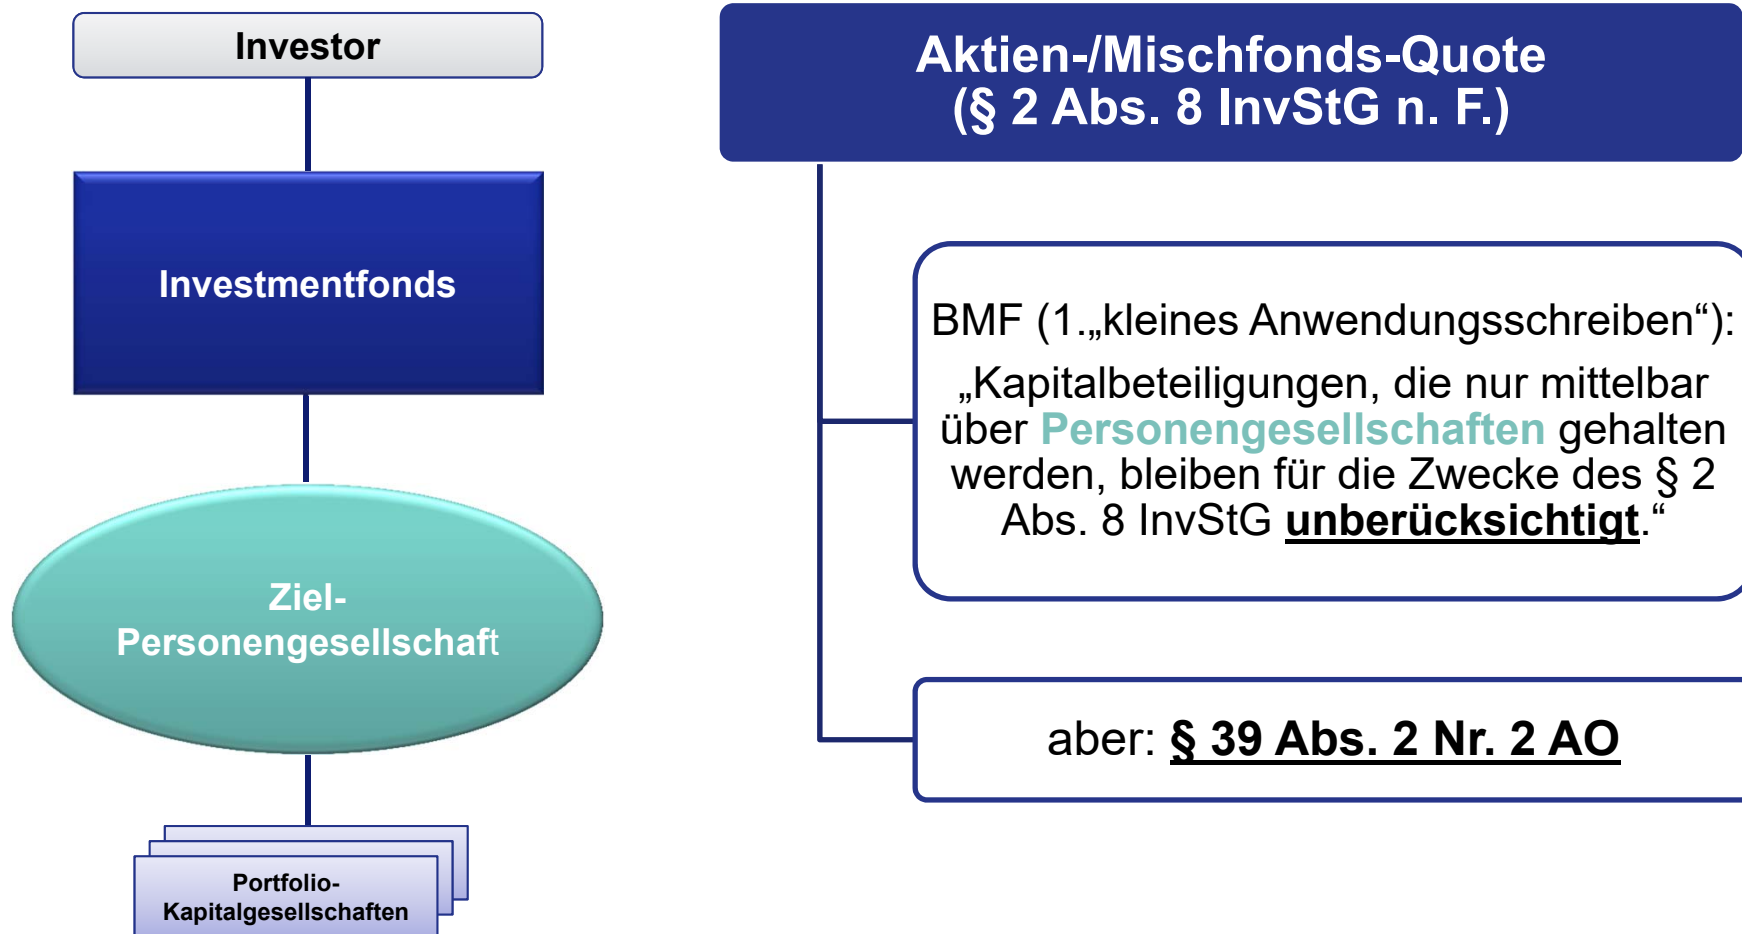 Investor
Investmentfonds
Ziel-
Personengesellschaft
Portfolio-
Kapitalgesellschaften
Aktien-/Mischfonds-Quote
(§ 2 Abs. 8 InvStG n. F.)
BMF (1.„kleines Anwendungsschreiben“):
„Kapitalbeteiligungen, die nur mittelbar
über Personengesellschaften gehalten
werden, bleiben für die Zwecke des § 2
Abs. 8 InvStG unberücksichtigt.“
aber: § 39 Abs. 2 Nr. 2 AO